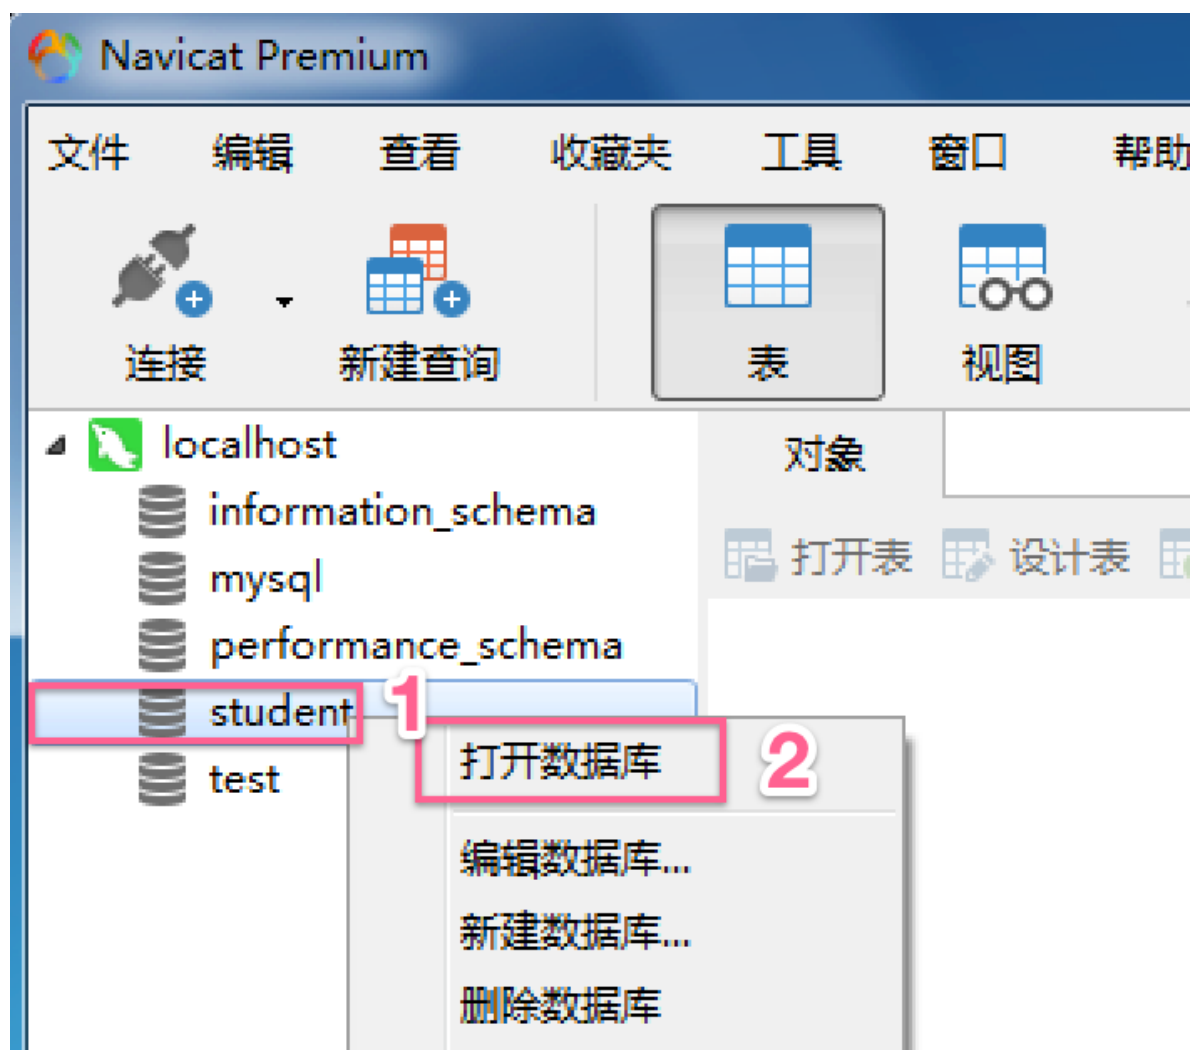 Navicat Premium
文件 编辑 查看 收藏夹 工具 窗口 帮助
连接 新建查询 表 视图
localhost
对象
information_schema
打开表 设计表
mysql
performance_schema
student 1
打开数据库 2
test
编辑数据库...
新建数据库...
删除数据库